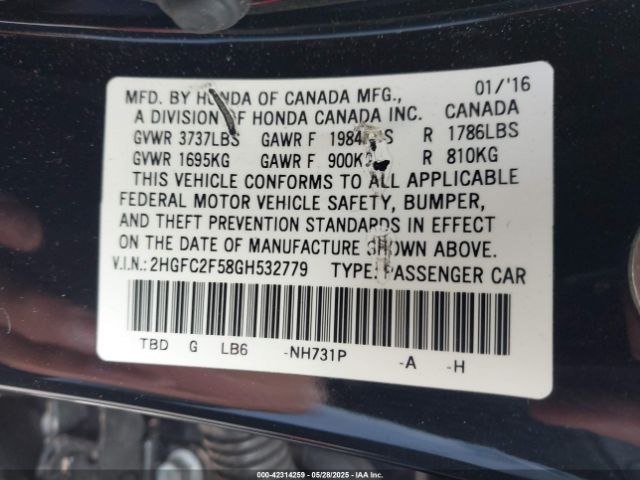 MFD. BY HONDA OF CANADA MFG., 01/'16
A DIVISION OF HONDA CANADA INC. CANADA
GVWR 3737LBS GAWR F 1984LBS R 1786LBS
GVWR 1695KG GAWR F 900KG R 810KG
THIS VEHICLE CONFORMS TO ALL APPLICABLE
FEDERAL MOTOR VEHICLE SAFETY, BUMPER,
AND THEFT PREVENTION STANDARDS IN EFFECT
ON THE DATE OF MANUFACTURE SHOWN ABOVE.
V.I.N.: 2HGFC2F58GH532779 TYPE: PASSENGER CAR
TBD G LB6 -NH731P -A -H
00-42314259 - 05/28/2025 - IAA Inc.